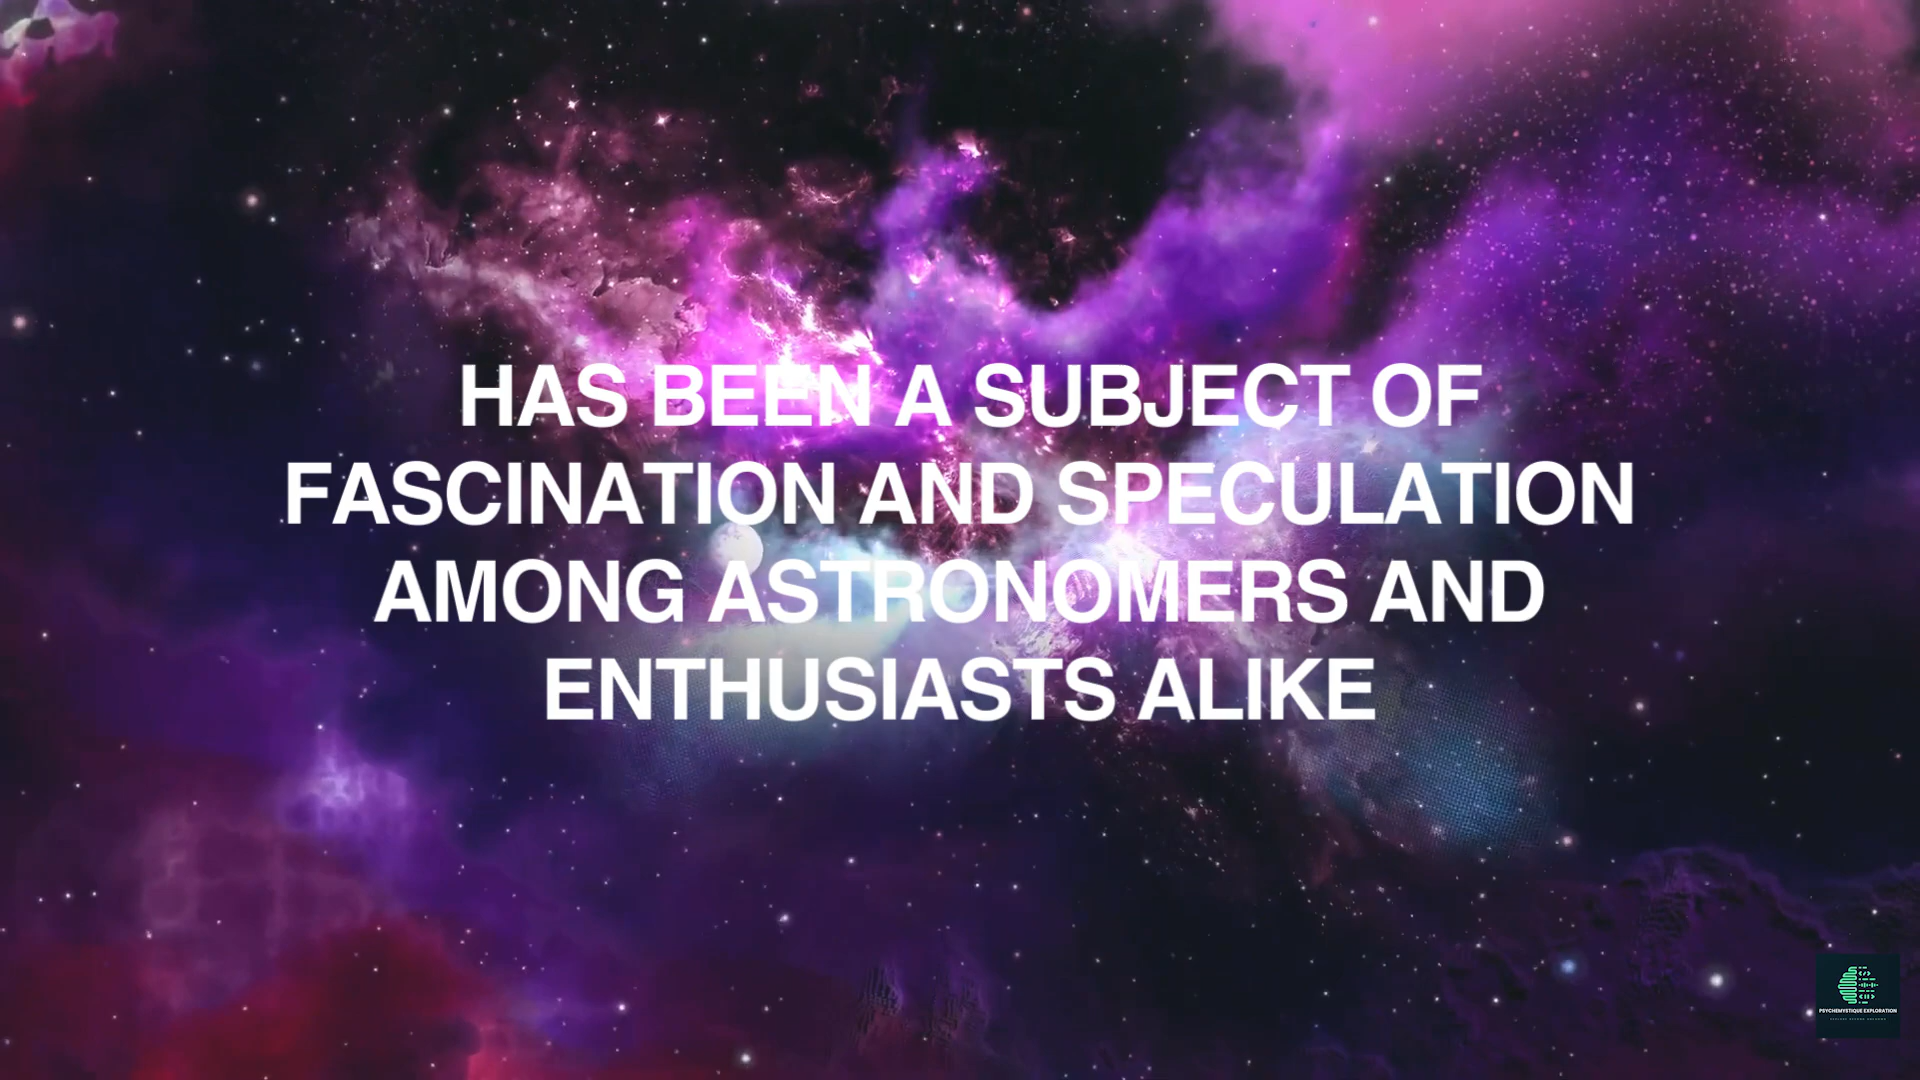 HAS BEEN A SUBJECT OF
FASCINATION AND SPECULATION
AMONG ASTRONOMERS AND
ENTHUSIASTS ALIKE
PSYCHEMYSTIQUE EXPLORATION